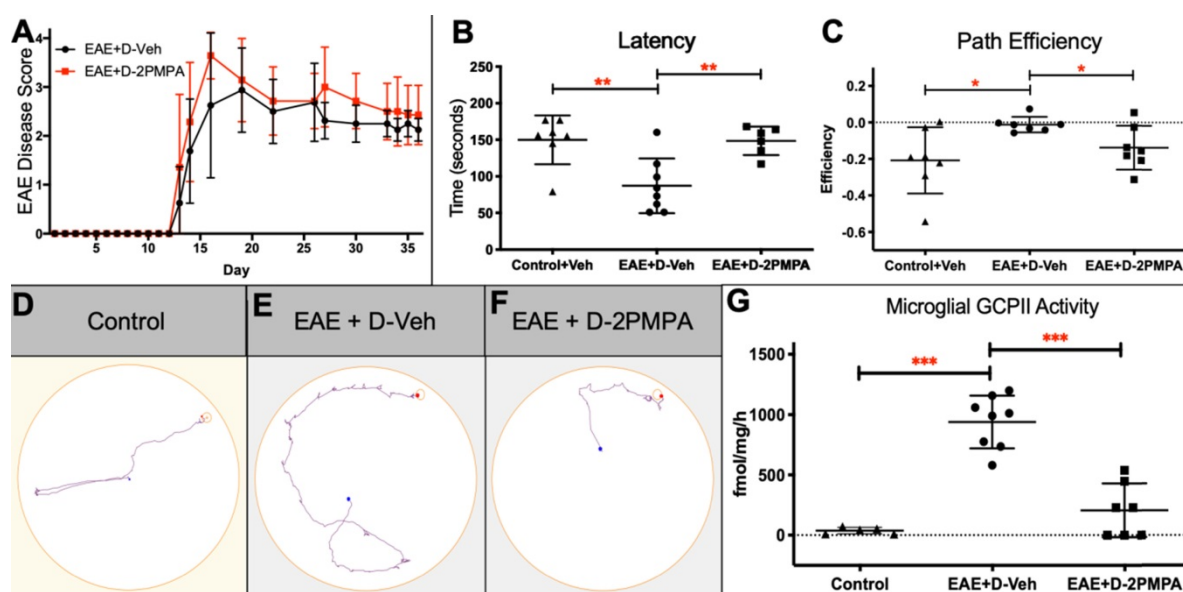 A
EAE+D-Veh
EAE+D-2PMPA
EAE Disease Score
4
3
2
1
0
5 10 15 20 25 30 35
Day
B
Latency
** **
Time (seconds)
250
200
150
100
50
0
Control+Veh EAE+D-Veh EAE+D-2PMPA
C
Path Efficiency
* *
Efficiency
0.0
-0.2
-0.4
-0.6
Control+Veh EAE+D-Veh EAE+D-2PMPA
D
Control
E
EAE + D-Veh
F
EAE + D-2PMPA
G
Microglial GCPII Activity
*** ***
fmol/mg/h
1500
1000
500
0
Control EAE+D-Veh EAE+D-2PMPA